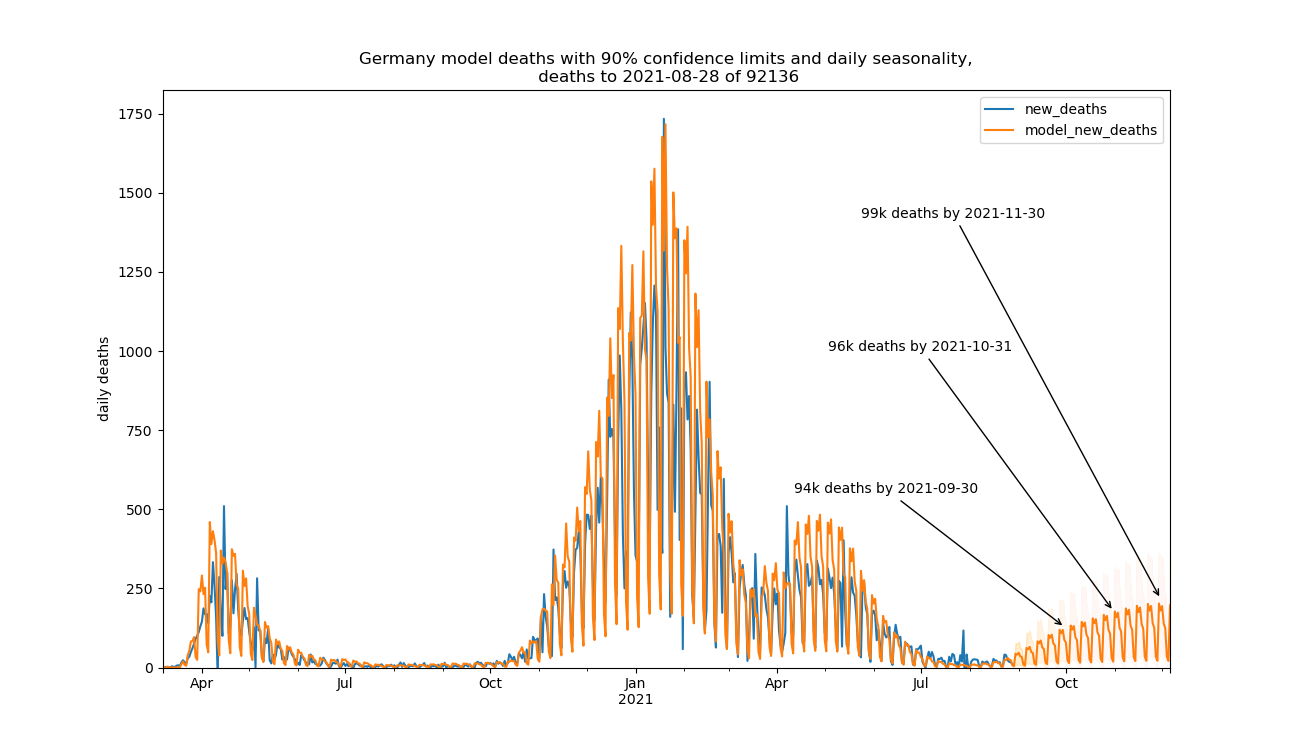 Germany model deaths with 90% confidence limits and daily seasonality,
deaths to 2021-08-28 of 92136
new_deaths
model_new_deaths
1750
1500
1250
1000
750
500
250
0
daily deaths
99k deaths by 2021-11-30
96k deaths by 2021-10-31
94k deaths by 2021-09-30
Apr Jul Oct Jan Apr Jul Oct
2021